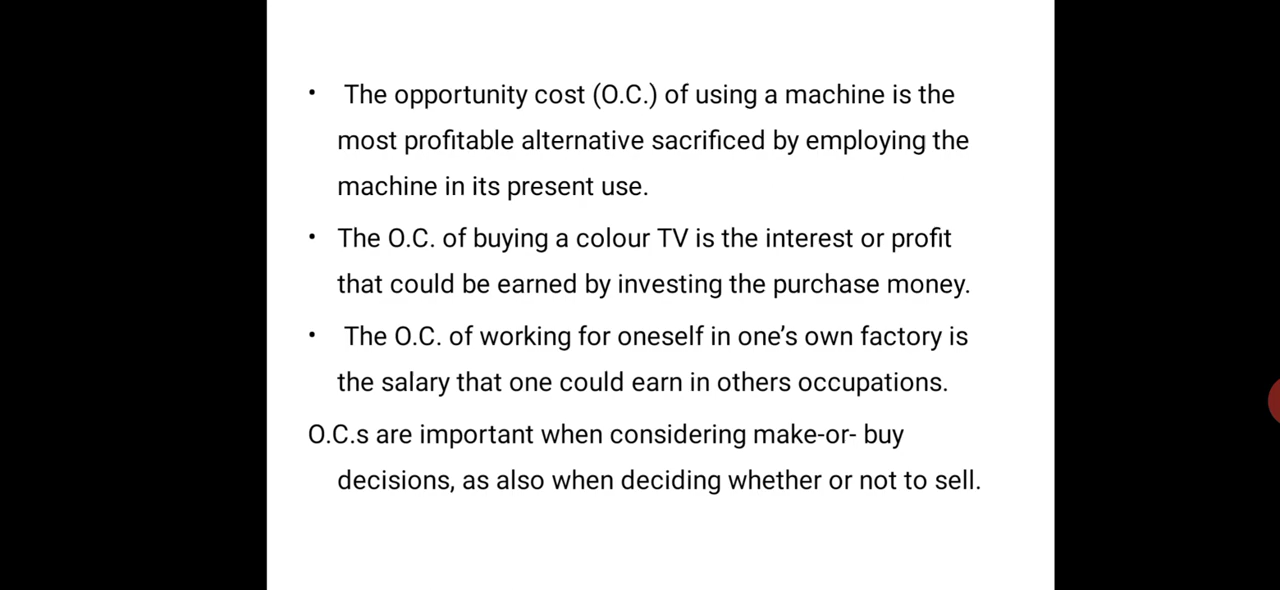 • The opportunity cost (O.C.) of using a machine is the
most profitable alternative sacrificed by employing the
machine in its present use.
• The O.C. of buying a colour TV is the interest or profit
that could be earned by investing the purchase money.
• The O.C. of working for oneself in one’s own factory is
the salary that one could earn in others occupations.
O.C.s are important when considering make-or- buy
decisions, as also when deciding whether or not to sell.